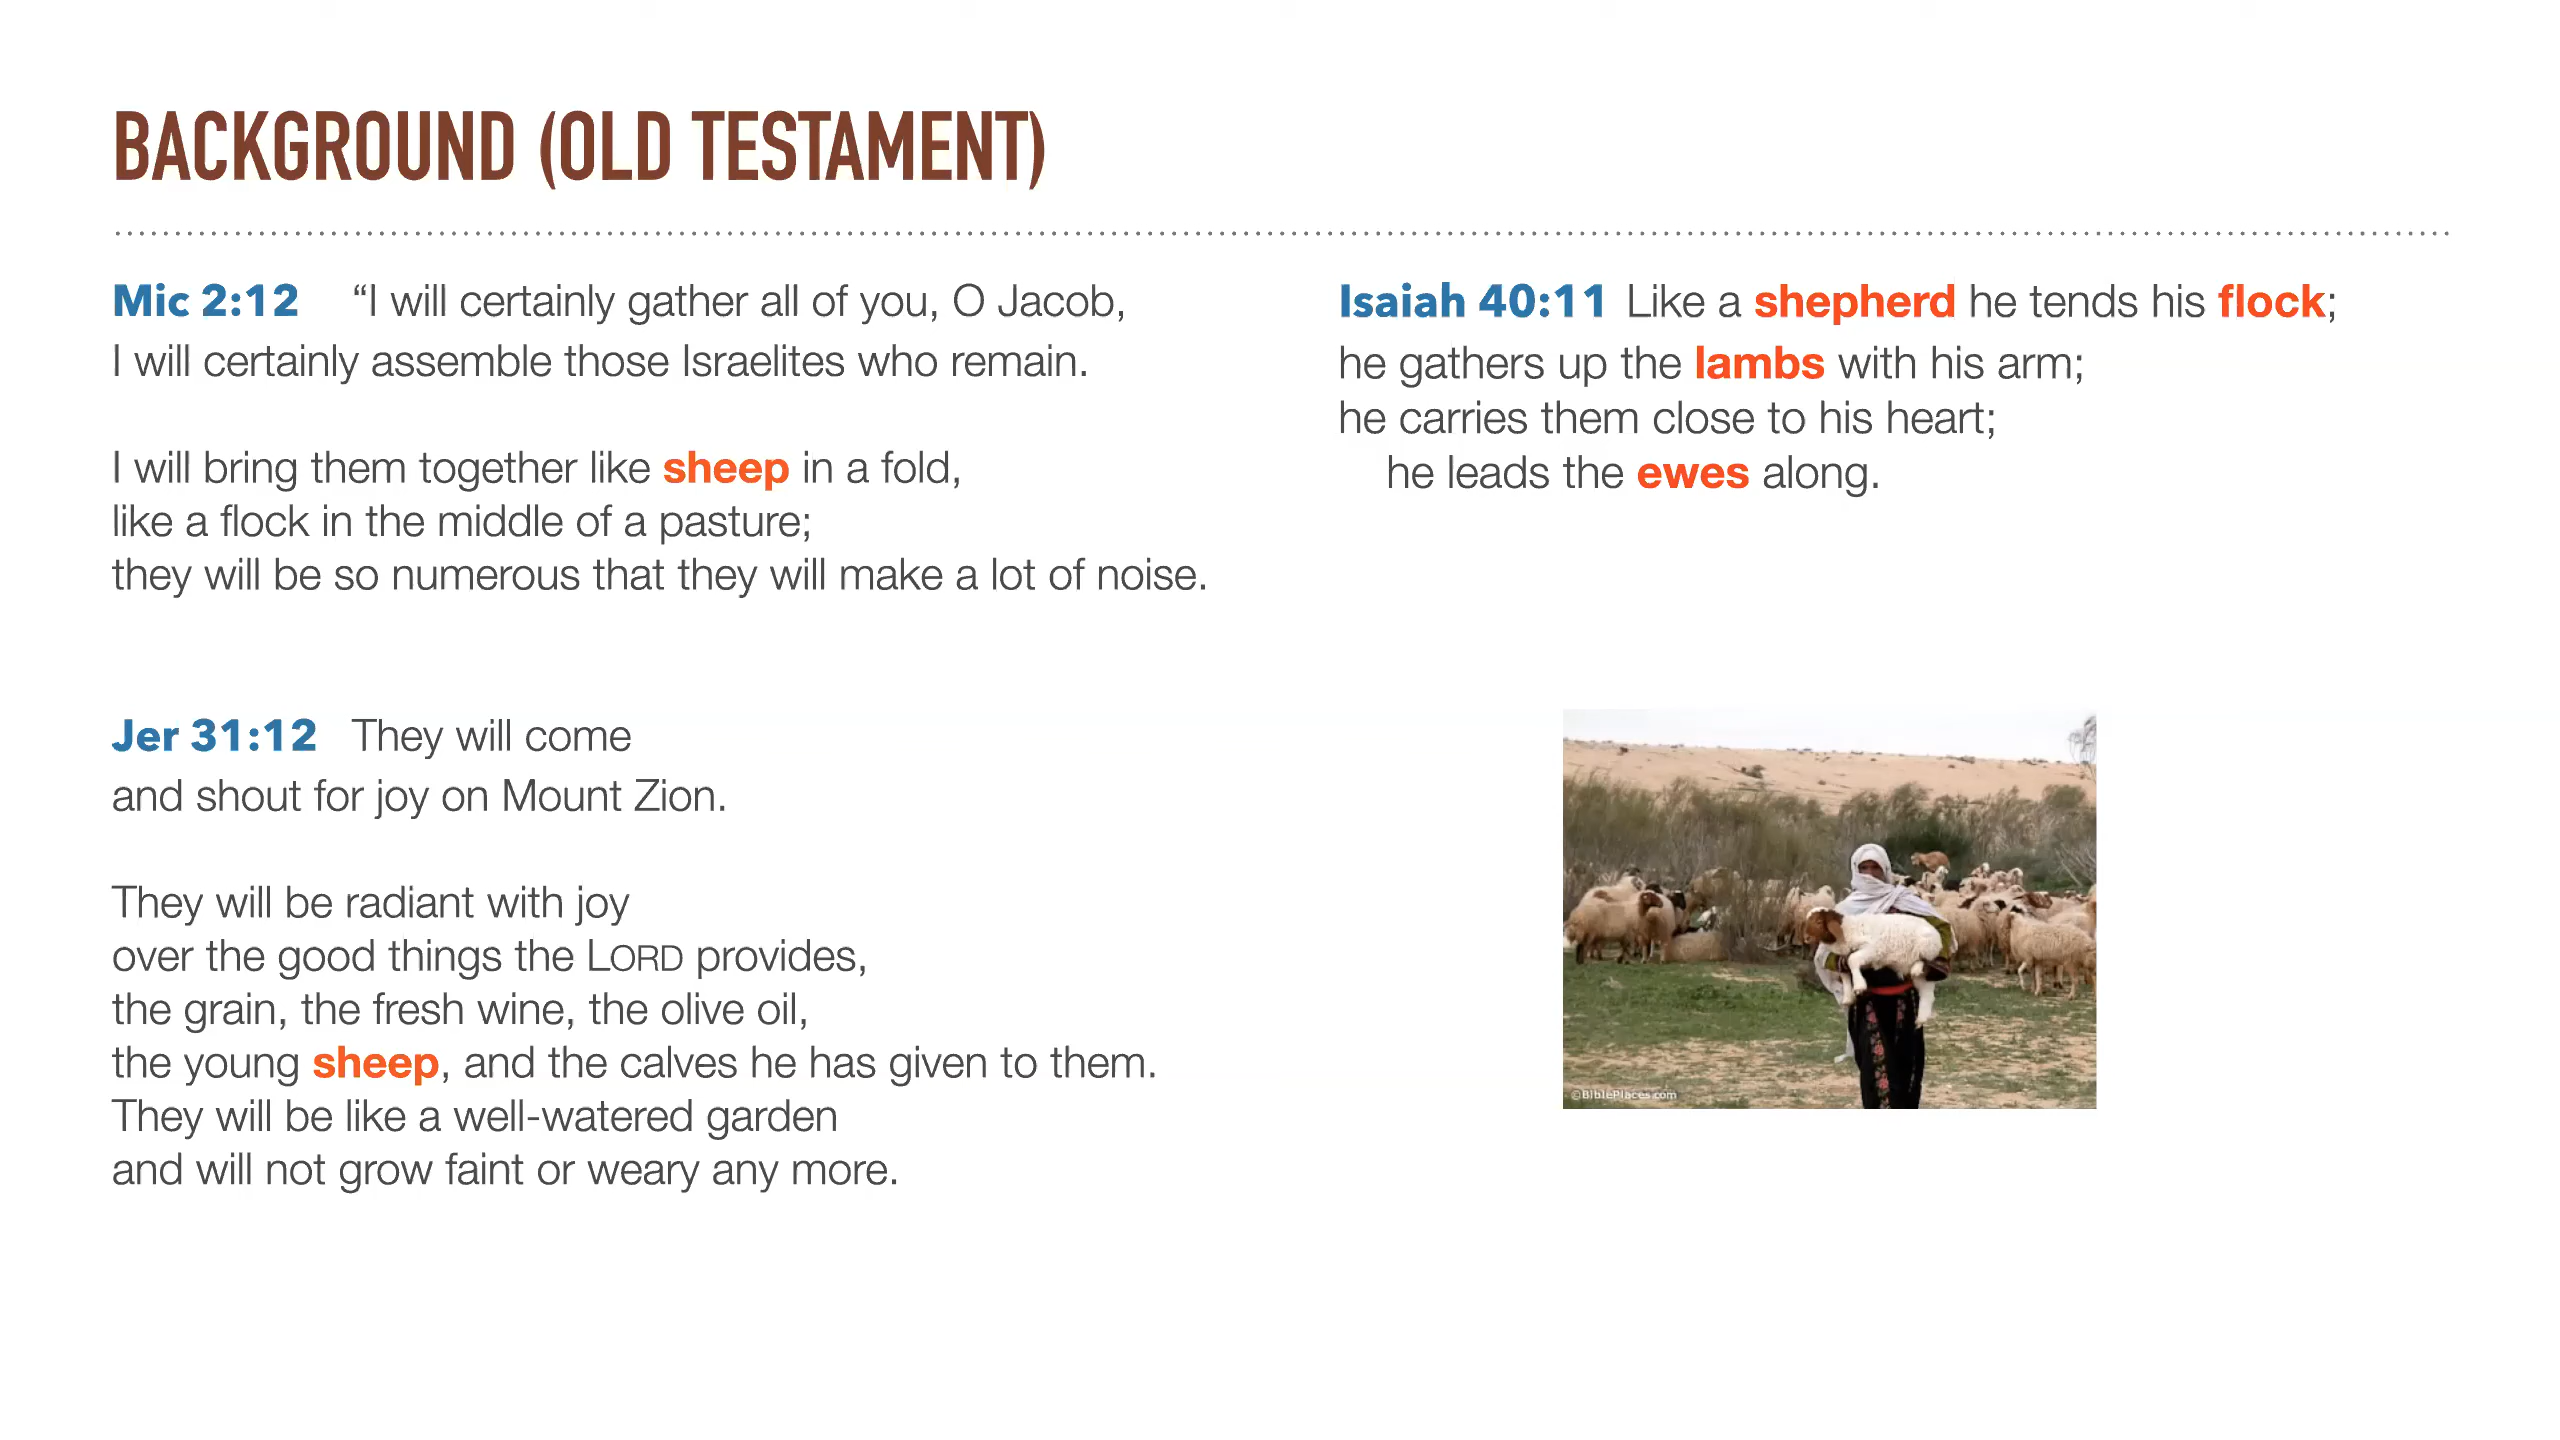 BACKGROUND (OLD TESTAMENT)
Mic 2:12 “I will certainly gather all of you, O Jacob,
I will certainly assemble those Israelites who remain.
I will bring them together like sheep in a fold,
like a flock in the middle of a pasture;
they will be so numerous that they will make a lot of noise.
Jer 31:12 They will come
and shout for joy on Mount Zion.
They will be radiant with joy
over the good things the LORD provides,
the grain, the fresh wine, the olive oil,
the young sheep, and the calves he has given to them.
They will be like a well-watered garden
and will not grow faint or weary any more.
Isaiah 40:11 Like a shepherd he tends his flock;
he gathers up the lambs with his arm;
he carries them close to his heart;
he leads the ewes along.
©BiblePlaces.com